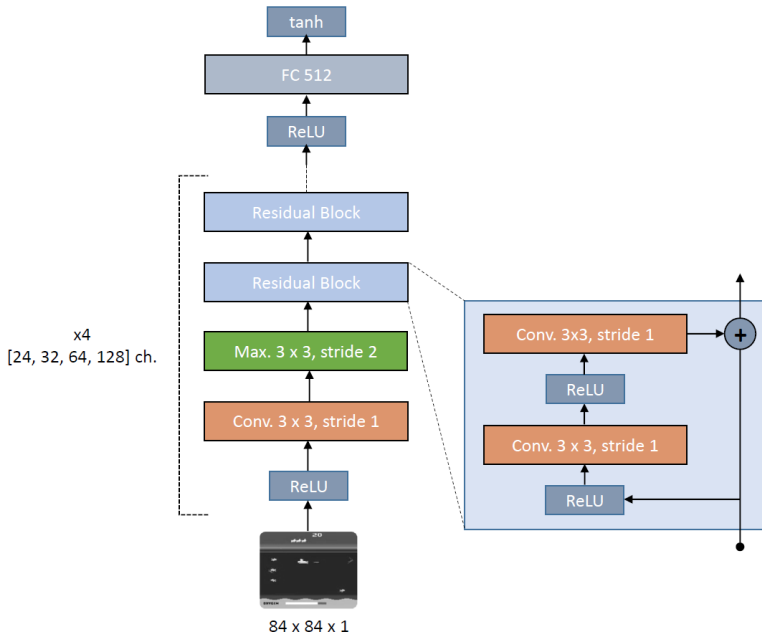 tanh
FC 512
ReLU
Residual Block
Residual Block
Max. 3 x 3, stride 2
Conv. 3 x 3, stride 1
ReLU
x4
[24, 32, 64, 128] ch.
20
84 x 84 x 1
Conv. 3x3, stride 1
+
ReLU
Conv. 3 x 3, stride 1
ReLU